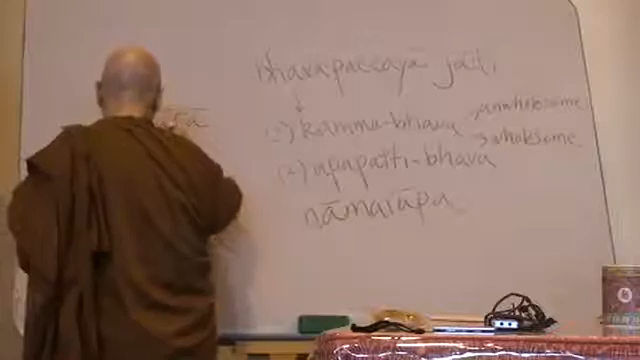 bhavapaccayā jāti,
(1) kamma-bhava → unwholesome
→ wholesome
(2) upapatti-bhava
nāmarūpa